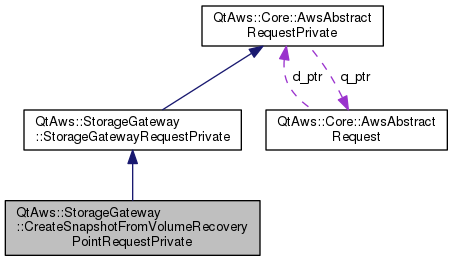 QtAws::Core::AwsAbstract
RequestPrivate
d_ptr
q_ptr
QtAws::StorageGateway
::StorageGatewayRequestPrivate
QtAws::Core::AwsAbstract
Request
QtAws::StorageGateway
::CreateSnapshotFromVolumeRecovery
PointRequestPrivate